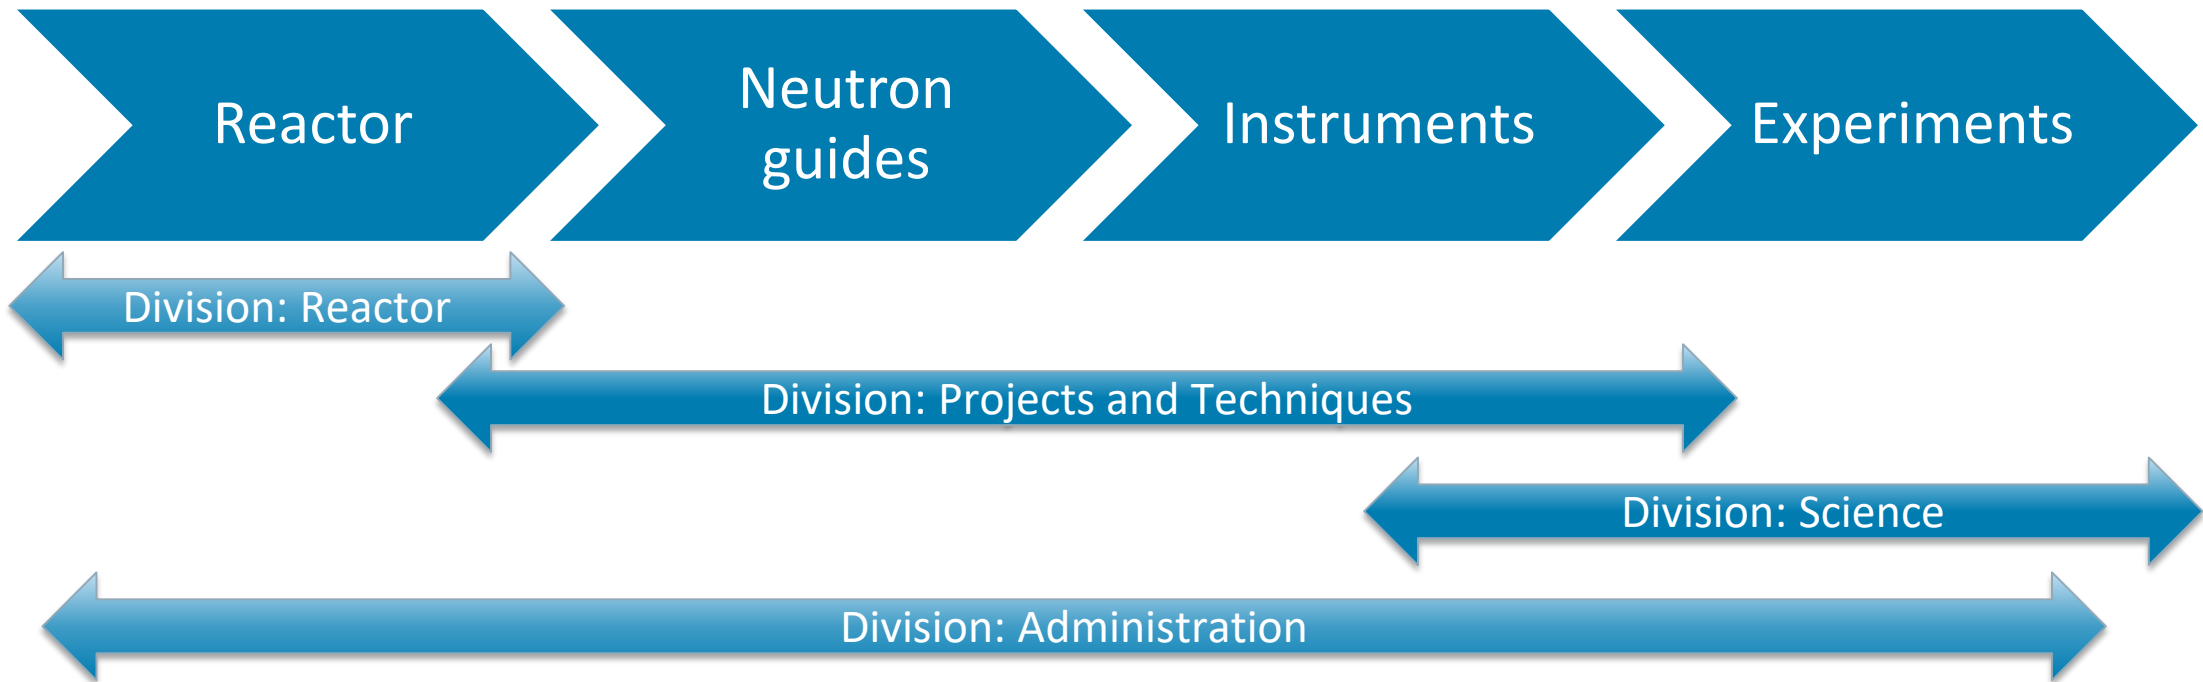 Reactor
Neutron
guides
Instruments
Experiments
Division: Reactor
Division: Projects and Techniques
Division: Science
Division: Administration